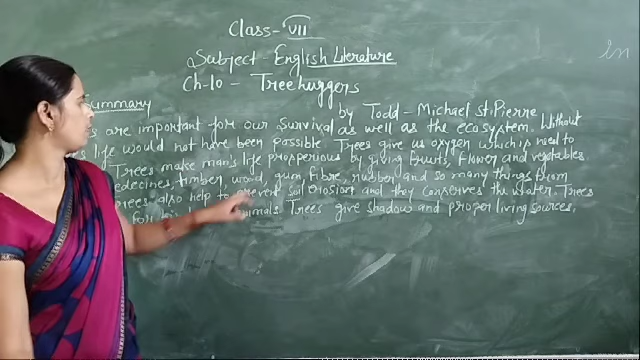 Class - VII
Subject - English Literature
Ch-10 - Treehuggers
by Todd - Michael St. Pierre
Summary
are important for our survival as well as the ecosystem. Without
life would not have been possible. Trees give us oxygen which is need to
Trees make man's life prosperious by giving fruits, flower and vegetables.
timber, wood, gum, fibre, rubber and so many things from
also help to prevent soil erosion and they conserves the water. Trees
for Trees give shadow and proper living sources.
in